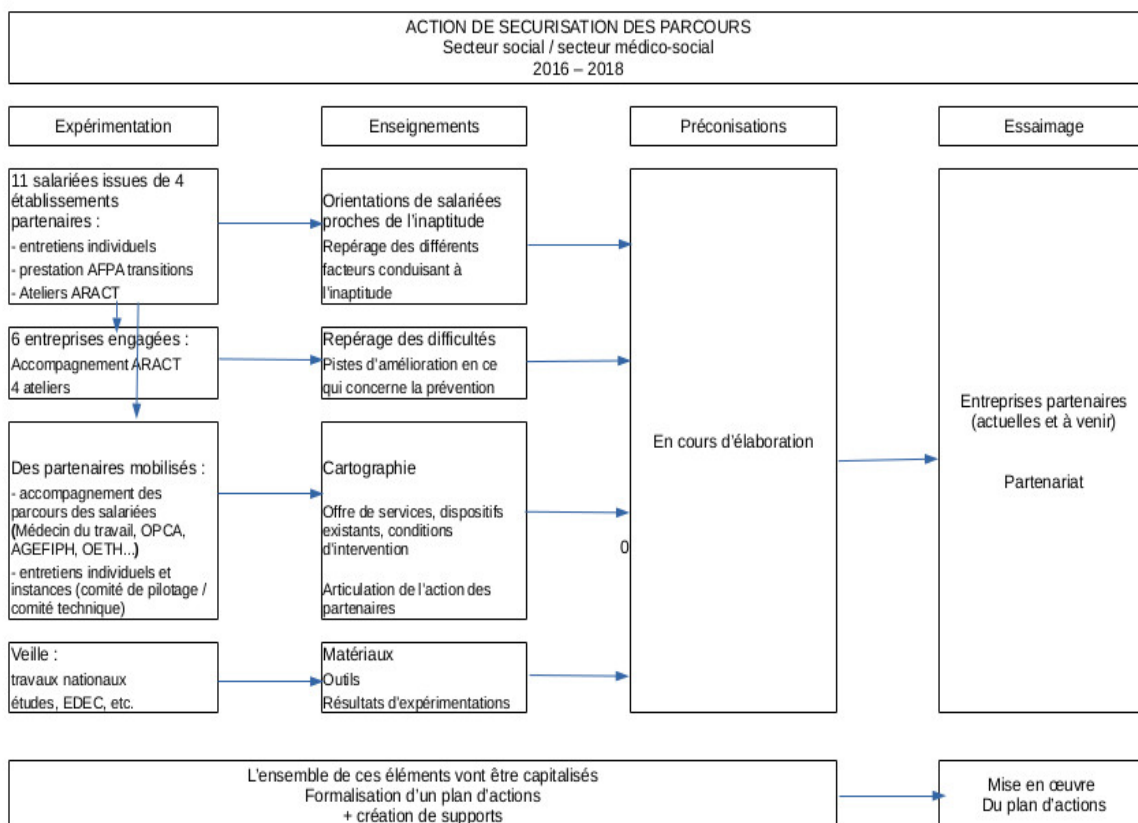 ACTION DE SECURISATION DES PARCOURS
Secteur social / secteur médico-social
2016 – 2018
Expérimentation
Enseignements
Préconisations
Essaimage
11 salariées issues de 4
établissements
partenaires :
- entretiens individuels
- prestation AFPA transitions
- Ateliers ARACT
Orientations de salariées
proches de l'inaptitude
Repérage des différents
facteurs conduisant à
l'inaptitude
6 entreprises engagées :
Accompagnement ARACT
4 ateliers
Repérage des difficultés
Pistes d'amélioration en ce
qui concerne la prévention
Des partenaires mobilisés :
- accompagnement des
parcours des salariées
(Médecin du travail, OPCA,
AGEFIPH, OETH...)
- entretiens individuels et
instances (comité de pilotage /
comité technique)
Cartographie
Offre de services, dispositifs
existants, conditions
d'intervention
Articulation de l'action des
partenaires
Veille :
travaux nationaux
études, EDEC, etc.
Matériaux
Outils
Résultats d'expérimentations
En cours d'élaboration
0
Entreprises partenaires
(actuelles et à venir)
Partenariat
L'ensemble de ces éléments vont être capitalisés
Formalisation d'un plan d'actions
+ création de supports
Mise en œuvre
Du plan d'actions